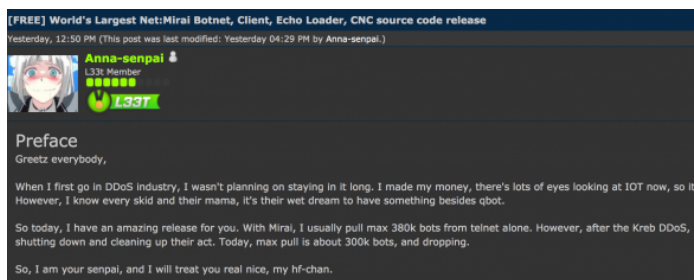 [FREE] World's Largest Net:Mirai Botnet, Client, Echo Loader, CNC source code release
Yesterday, 12:50 PM (This post was last modified: Yesterday 04:29 PM by Anna-senpai.)
Anna-senpai
L33t Member
L33T
Preface
Greetz everybody,
When I first go in DDoS industry, I wasn't planning on staying in it long. I made my money, there's lots of eyes looking at IOT now, so it
However, I know every skid and their mama, it's their wet dream to have something besides qbot.
So today, I have an amazing release for you. With Mirai, I usually pull max 380k bots from telnet alone. However, after the Kreb DDoS,
shutting down and cleaning up their act. Today, max pull is about 300k bots, and dropping.
So, I am your senpai, and I will treat you real nice, my hf-chan.